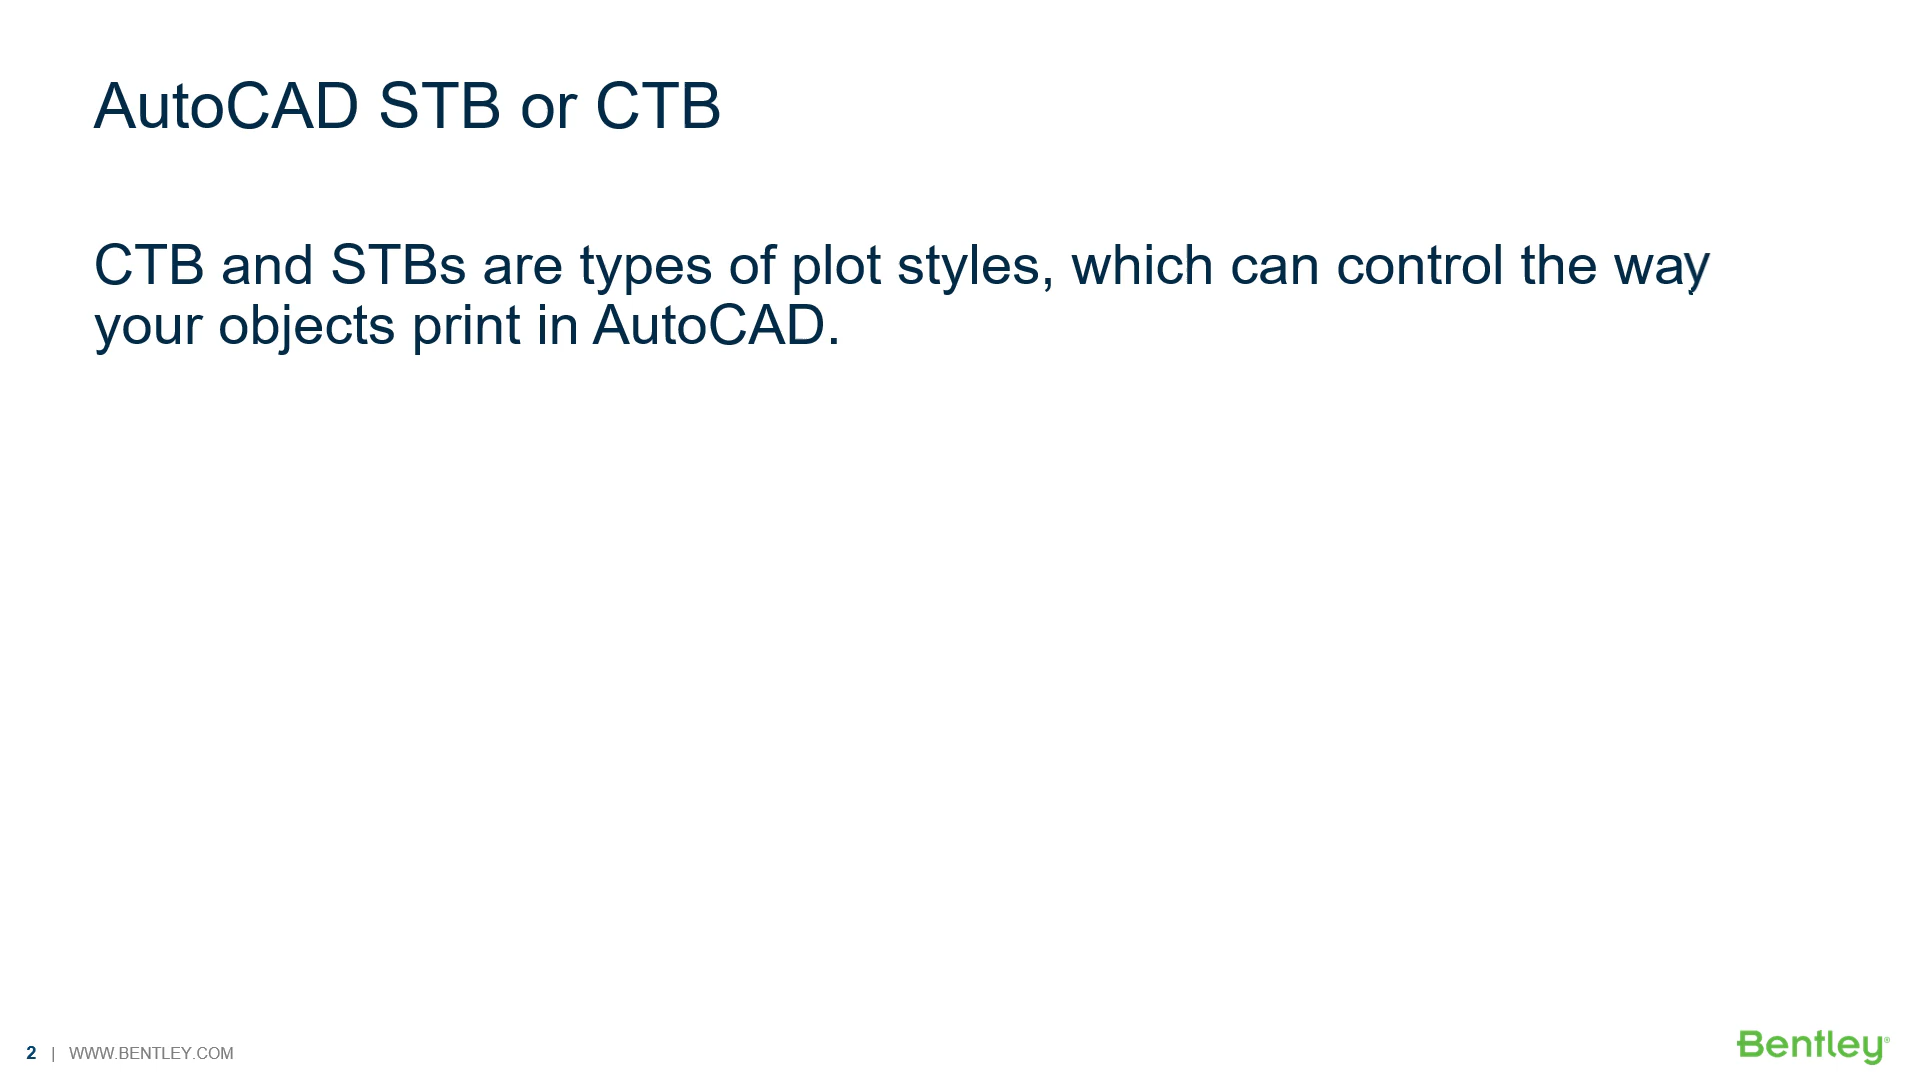 AutoCAD STB or CTB
CTB and STBs are types of plot styles, which can control the way
your objects print in AutoCAD.
2 | WWW.BENTLEY.COM
Bentley®